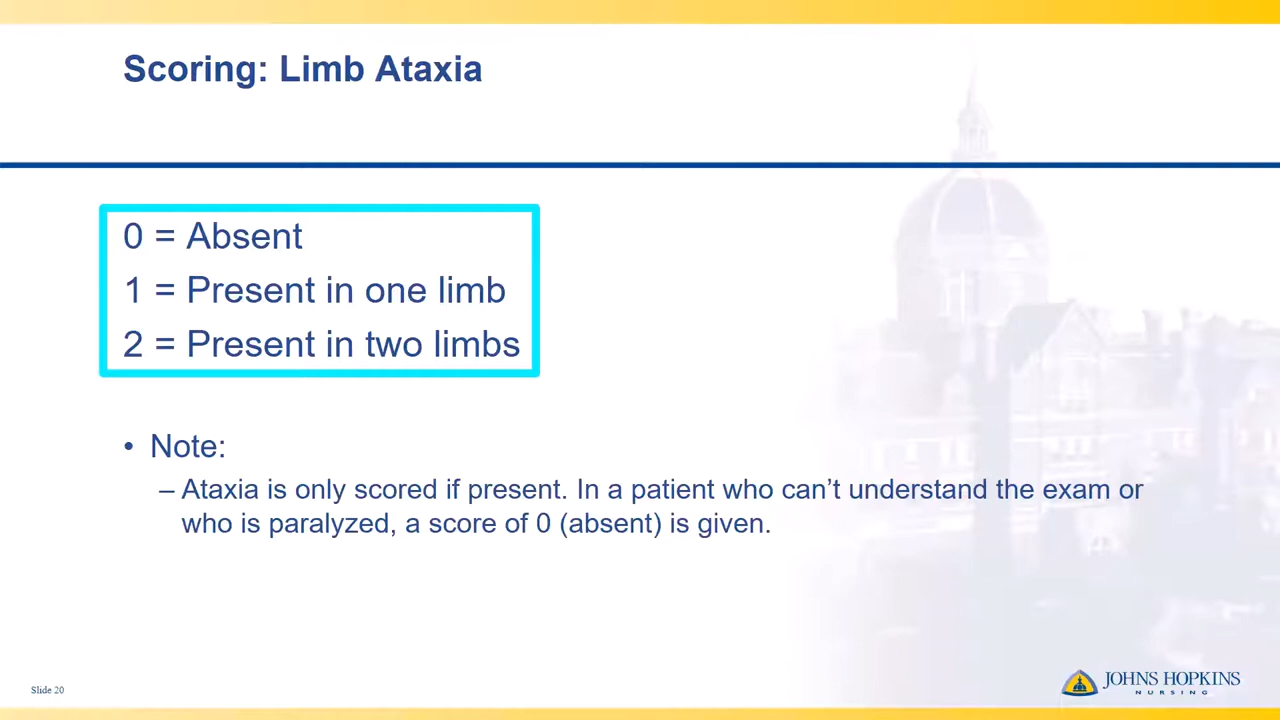 Scoring: Limb Ataxia
0 = Absent
1 = Present in one limb
2 = Present in two limbs
• Note:
– Ataxia is only scored if present. In a patient who can’t understand the exam or
who is paralyzed, a score of 0 (absent) is given.
Slide 20
JOHNS HOPKINS
NURSING